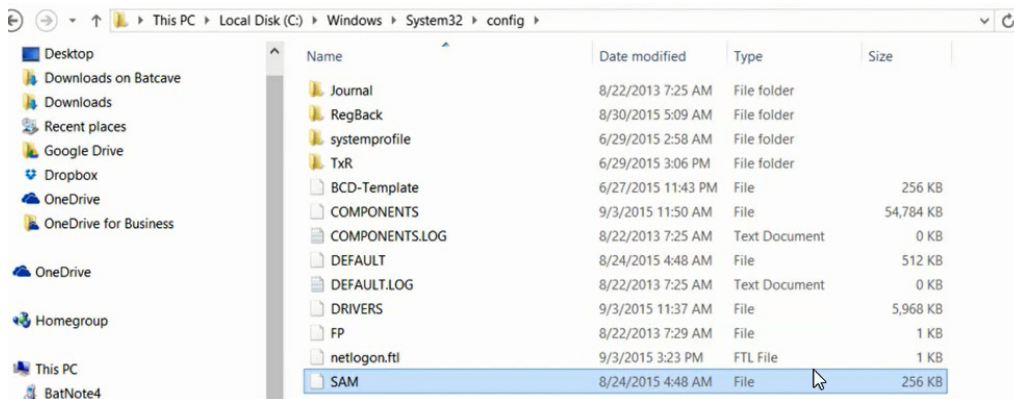 This PC Local Disk (C:) Windows System32 config
Desktop
Downloads on Batcave
Downloads
Recent places
Google Drive
Dropbox
OneDrive
OneDrive for Business
OneDrive
Homegroup
This PC
BatNote4
Name Date modified Type Size
Journal 8/22/2013 7:25 AM File folder
RegBack 8/30/2015 5:09 AM File folder
systemprofile 6/29/2015 2:58 AM File folder
TxR 6/29/2015 3:06 PM File folder
BCD-Template 6/27/2015 11:43 PM File 256 KB
COMPONENTS 9/3/2015 11:50 AM File 54,784 KB
COMPONENTS.LOG 8/22/2013 7:25 AM Text Document 0 KB
DEFAULT 8/24/2015 4:48 AM File 512 KB
DEFAULT.LOG 8/22/2013 7:25 AM Text Document 0 KB
DRIVERS 9/3/2015 11:37 AM File 5,968 KB
FP 8/22/2013 7:29 AM File 1 KB
netlogon.ftl 9/3/2015 3:23 PM FTL File 1 KB
SAM 8/24/2015 4:48 AM File 256 KB